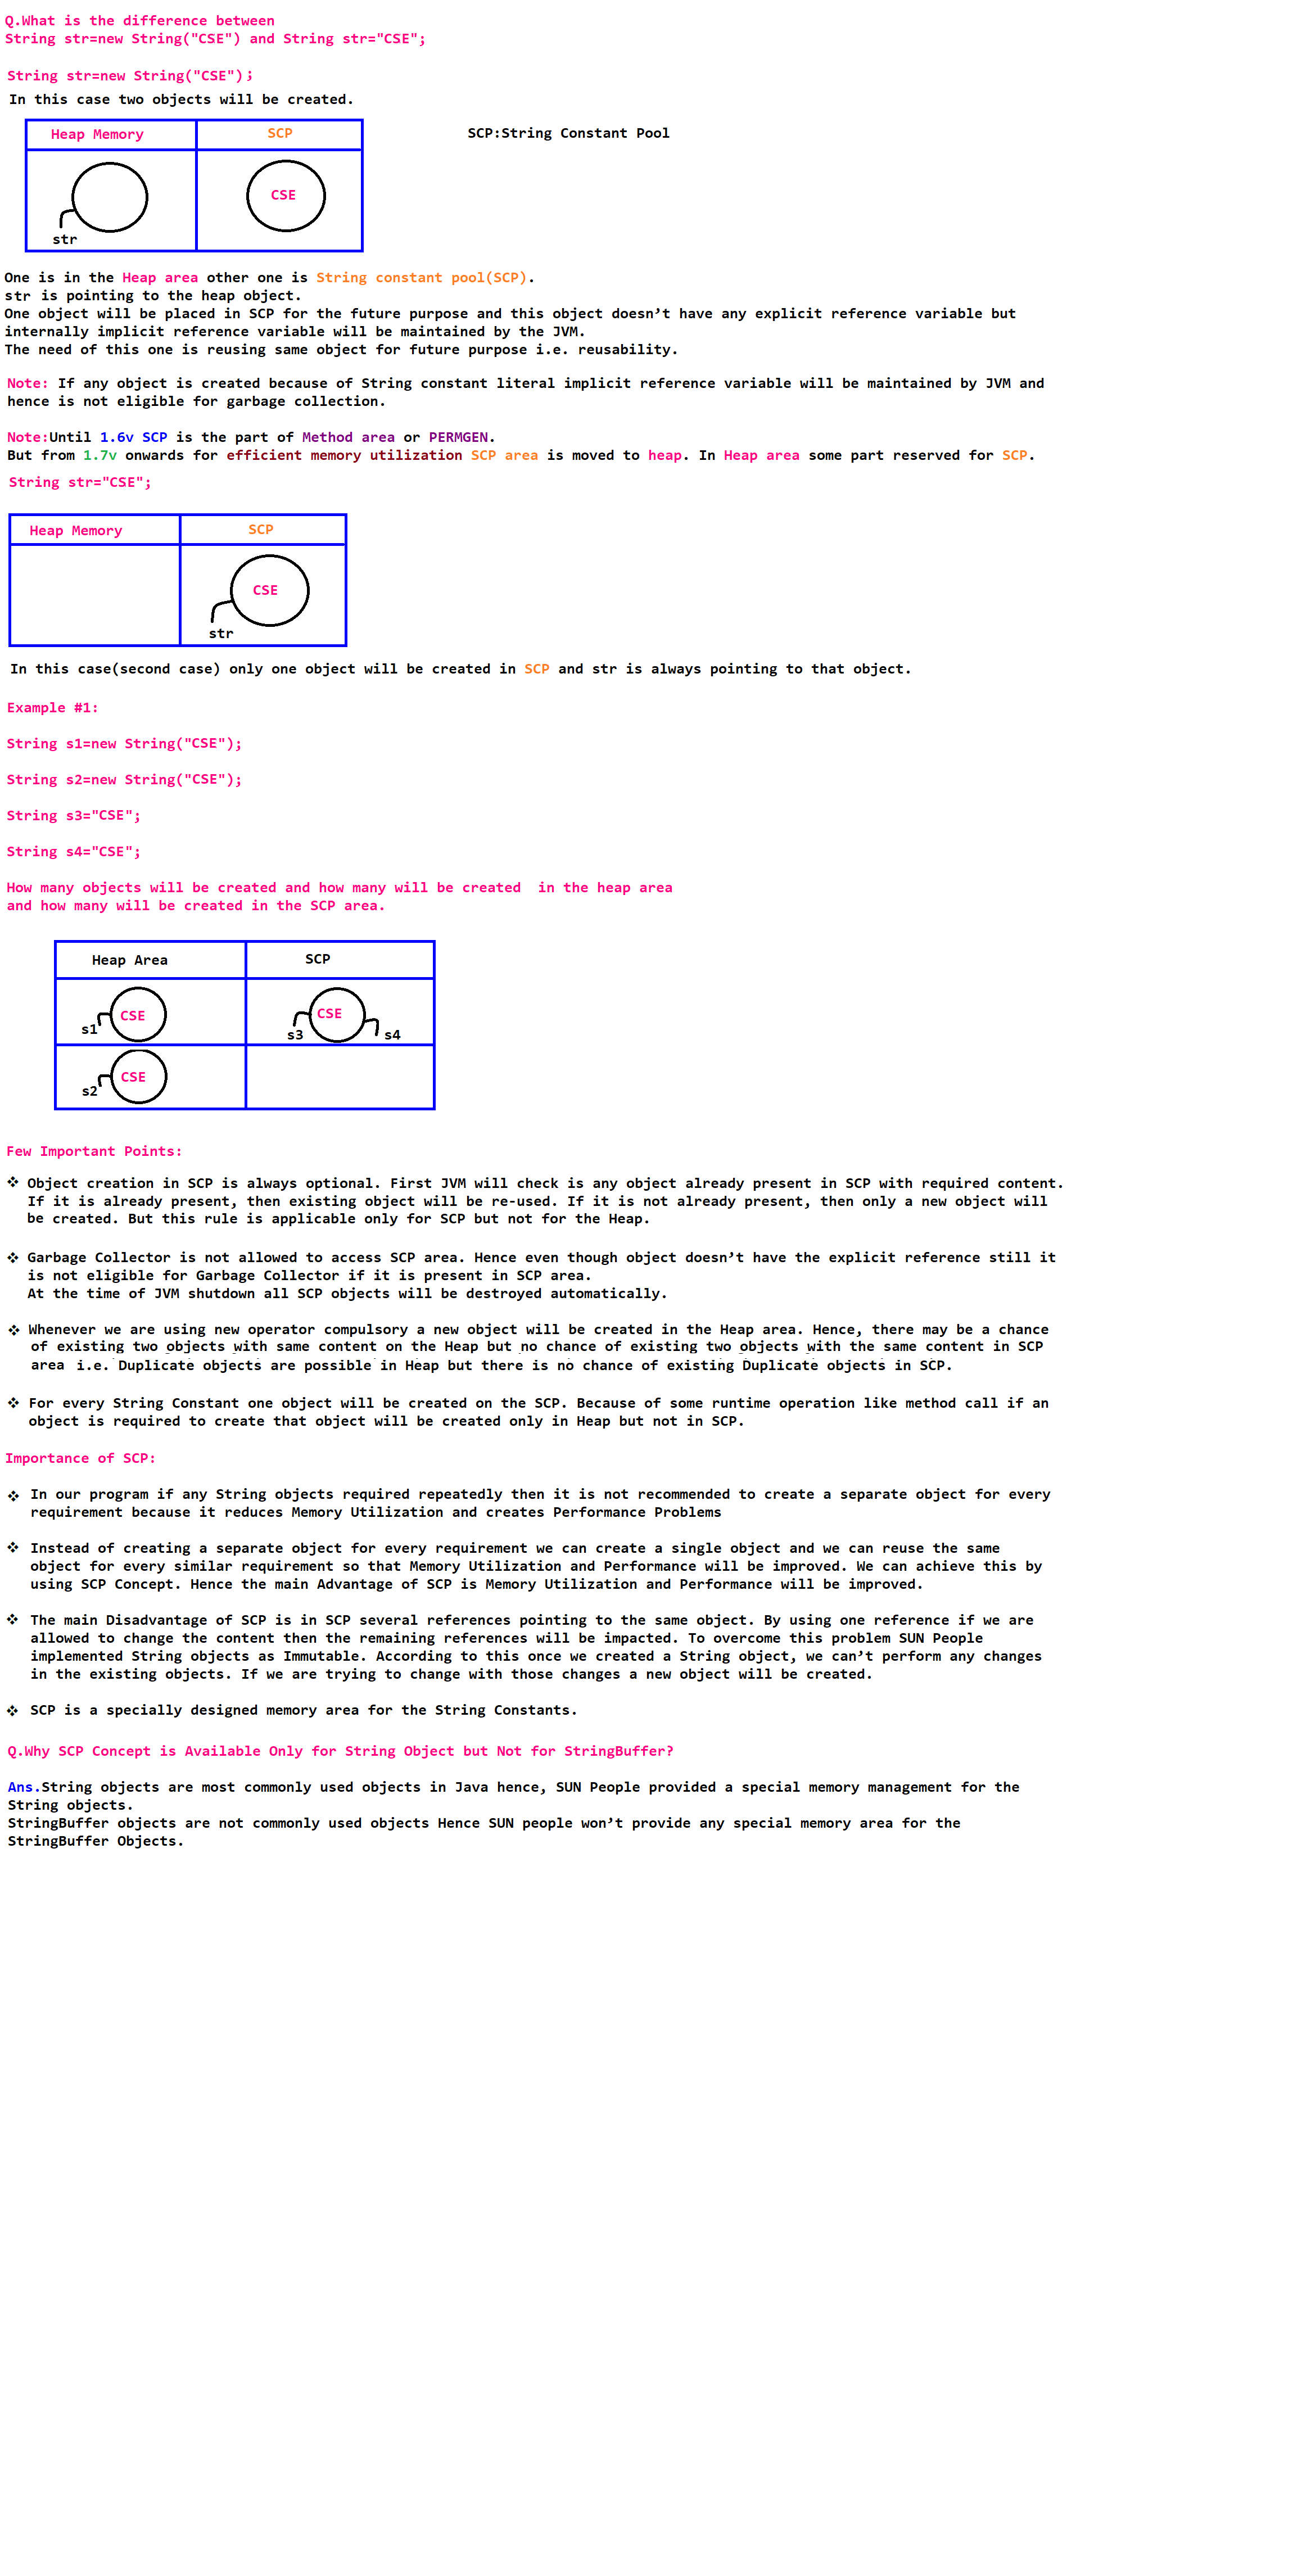 Q.What is the difference between
String str=new String("CSE") and String str="CSE";
String str=new String("CSE");
In this case two objects will be created.
Heap Memory SCP SCP:String Constant Pool
CSE
str
One is in the Heap area other one is String constant pool(SCP).
str is pointing to the heap object.
One object will be placed in SCP for the future purpose and this object doesn’t have any explicit reference variable but
internally implicit reference variable will be maintained by the JVM.
The need of this one is reusing same object for future purpose i.e. reusability.
Note: If any object is created because of String constant literal implicit reference variable will be maintained by JVM and
hence is not eligible for garbage collection.
Note:Until 1.6v SCP is the part of Method area or PERMGEN.
But from 1.7v onwards for efficient memory utilization SCP area is moved to heap. In Heap area some part reserved for SCP.
String str="CSE";
Heap Memory SCP
CSE
str
In this case(second case) only one object will be created in SCP and str is always pointing to that object.
Example #1:
String s1=new String("CSE");
String s2=new String("CSE");
String s3="CSE";
String s4="CSE";
How many objects will be created and how many will be created  in the heap area
and how many will be created in the SCP area.
Heap Area SCP
CSE CSE
s1 s3 s4
CSE
s2
Few Important Points:
❖ Object creation in SCP is always optional. First JVM will check is any object already present in SCP with required content.
If it is already present, then existing object will be re-used. If it is not already present, then only a new object will
be created. But this rule is applicable only for SCP but not for the Heap.
❖ Garbage Collector is not allowed to access SCP area. Hence even though object doesn’t have the explicit reference still it
is not eligible for Garbage Collector if it is present in SCP area.
At the time of JVM shutdown all SCP objects will be destroyed automatically.
❖ Whenever we are using new operator compulsory a new object will be created in the Heap area. Hence, there may be a chance
of existing two objects with same content on the Heap but no chance of existing two objects with the same content in SCP
area i.e. Duplicate objects are possible in Heap but there is no chance of existing Duplicate objects in SCP.
❖ For every String Constant one object will be created on the SCP. Because of some runtime operation like method call if an
object is required to create that object will be created only in Heap but not in SCP.
Importance of SCP:
❖ In our program if any String objects required repeatedly then it is not recommended to create a separate object for every
requirement because it reduces Memory Utilization and creates Performance Problems
❖ Instead of creating a separate object for every requirement we can create a single object and we can reuse the same
object for every similar requirement so that Memory Utilization and Performance will be improved. We can achieve this by
using SCP Concept. Hence the main Advantage of SCP is Memory Utilization and Performance will be improved.
❖ The main Disadvantage of SCP is in SCP several references pointing to the same object. By using one reference if we are
allowed to change the content then the remaining references will be impacted. To overcome this problem SUN People
implemented String objects as Immutable. According to this once we created a String object, we can’t perform any changes
in the existing objects. If we are trying to change with those changes a new object will be created.
❖ SCP is a specially designed memory area for the String Constants.
Q.Why SCP Concept is Available Only for String Object but Not for StringBuffer?
Ans.String objects are most commonly used objects in Java hence, SUN People provided a special memory management for the
String objects.
StringBuffer objects are not commonly used objects Hence SUN people won’t provide any special memory area for the
StringBuffer Objects.